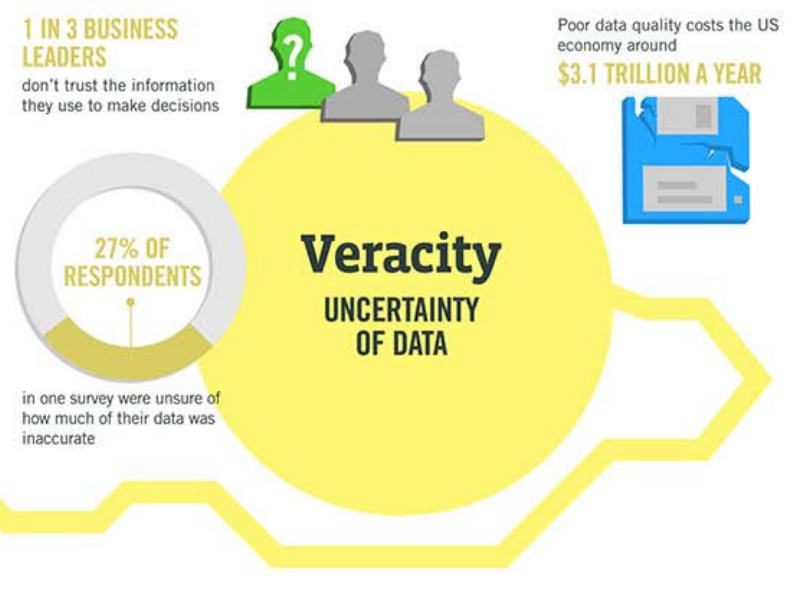 1 IN 3 BUSINESS
LEADERS
don't trust the information
they use to make decisions
?
Poor data quality costs the US
economy around
$3.1 TRILLION A YEAR
27% OF
RESPONDENTS
in one survey were unsure of
how much of their data was
inaccurate
Veracity
UNCERTAINTY
OF DATA